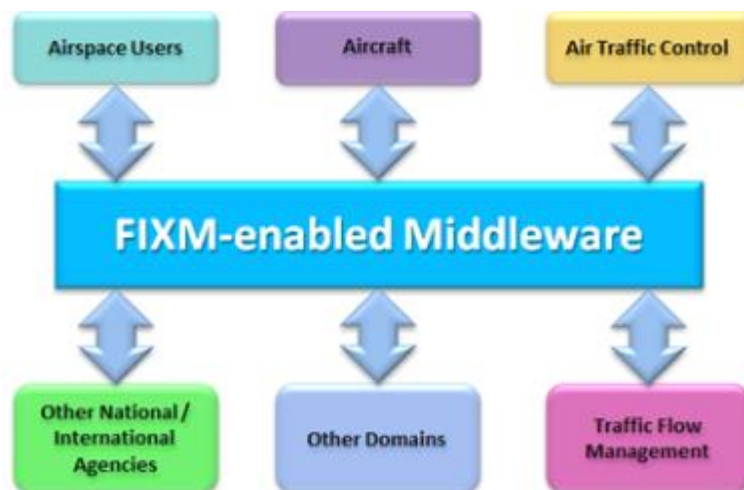 Airspace Users
Aircraft
Air Traffic Control
FIXM-enabled Middleware
Other National /
International
Agencies
Other Domains
Traffic Flow
Management